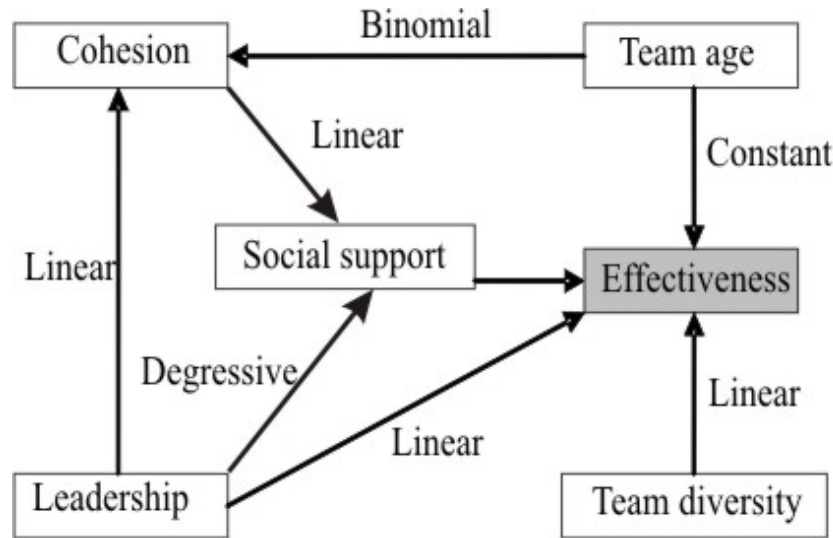 Binomial
Cohesion
Team age
Linear
Constant
Social support
Linear
Effectiveness
Degressive
Linear
Linear
Leadership
Team diversity